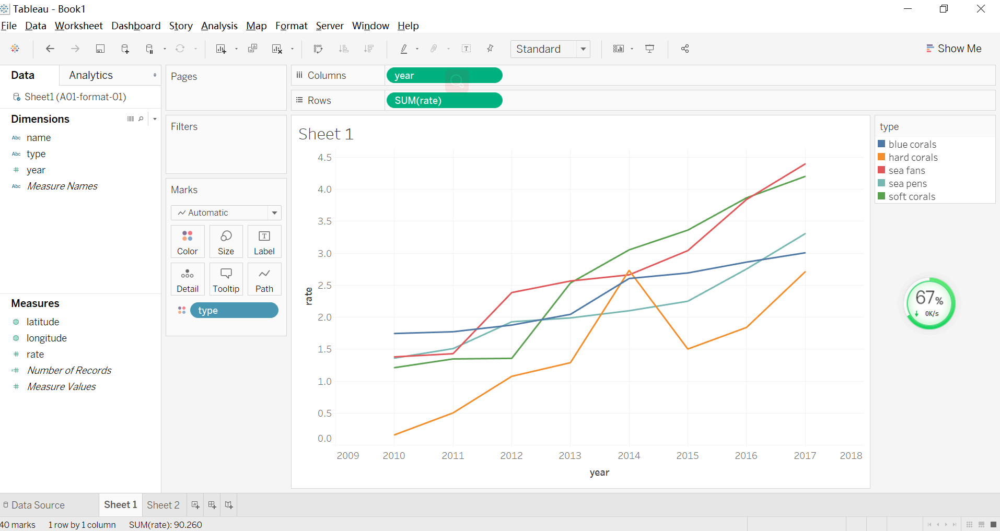 Tableau - Book1
File Data Worksheet Dashboard Story Analysis Map Format Server Window Help
Standard
Show Me
Data
Analytics
Sheet1 (A01-format-01)
Dimensions
Abc name
Abc type
# year
Abc Measure Names
Measures
latitude
longitude
# rate
=# Number of Records
# Measure Values
Pages
Filters
Marks
Automatic
Color
Size
T
Label
Detail
Tooltip
Path
type
iii Columns
year
Rows
SUM(rate)
Sheet 1
4.5
4.0
3.5
3.0
2.5
2.0
1.5
1.0
0.5
0.0
rate
2009 2010 2011 2012 2013 2014 2015 2016 2017 2018
year
type
blue corals
hard corals
sea fans
sea pens
soft corals
67%
0K/s
Data Source
Sheet 1
Sheet 2
40 marks
1 row by 1 column
SUM(rate): 90.260